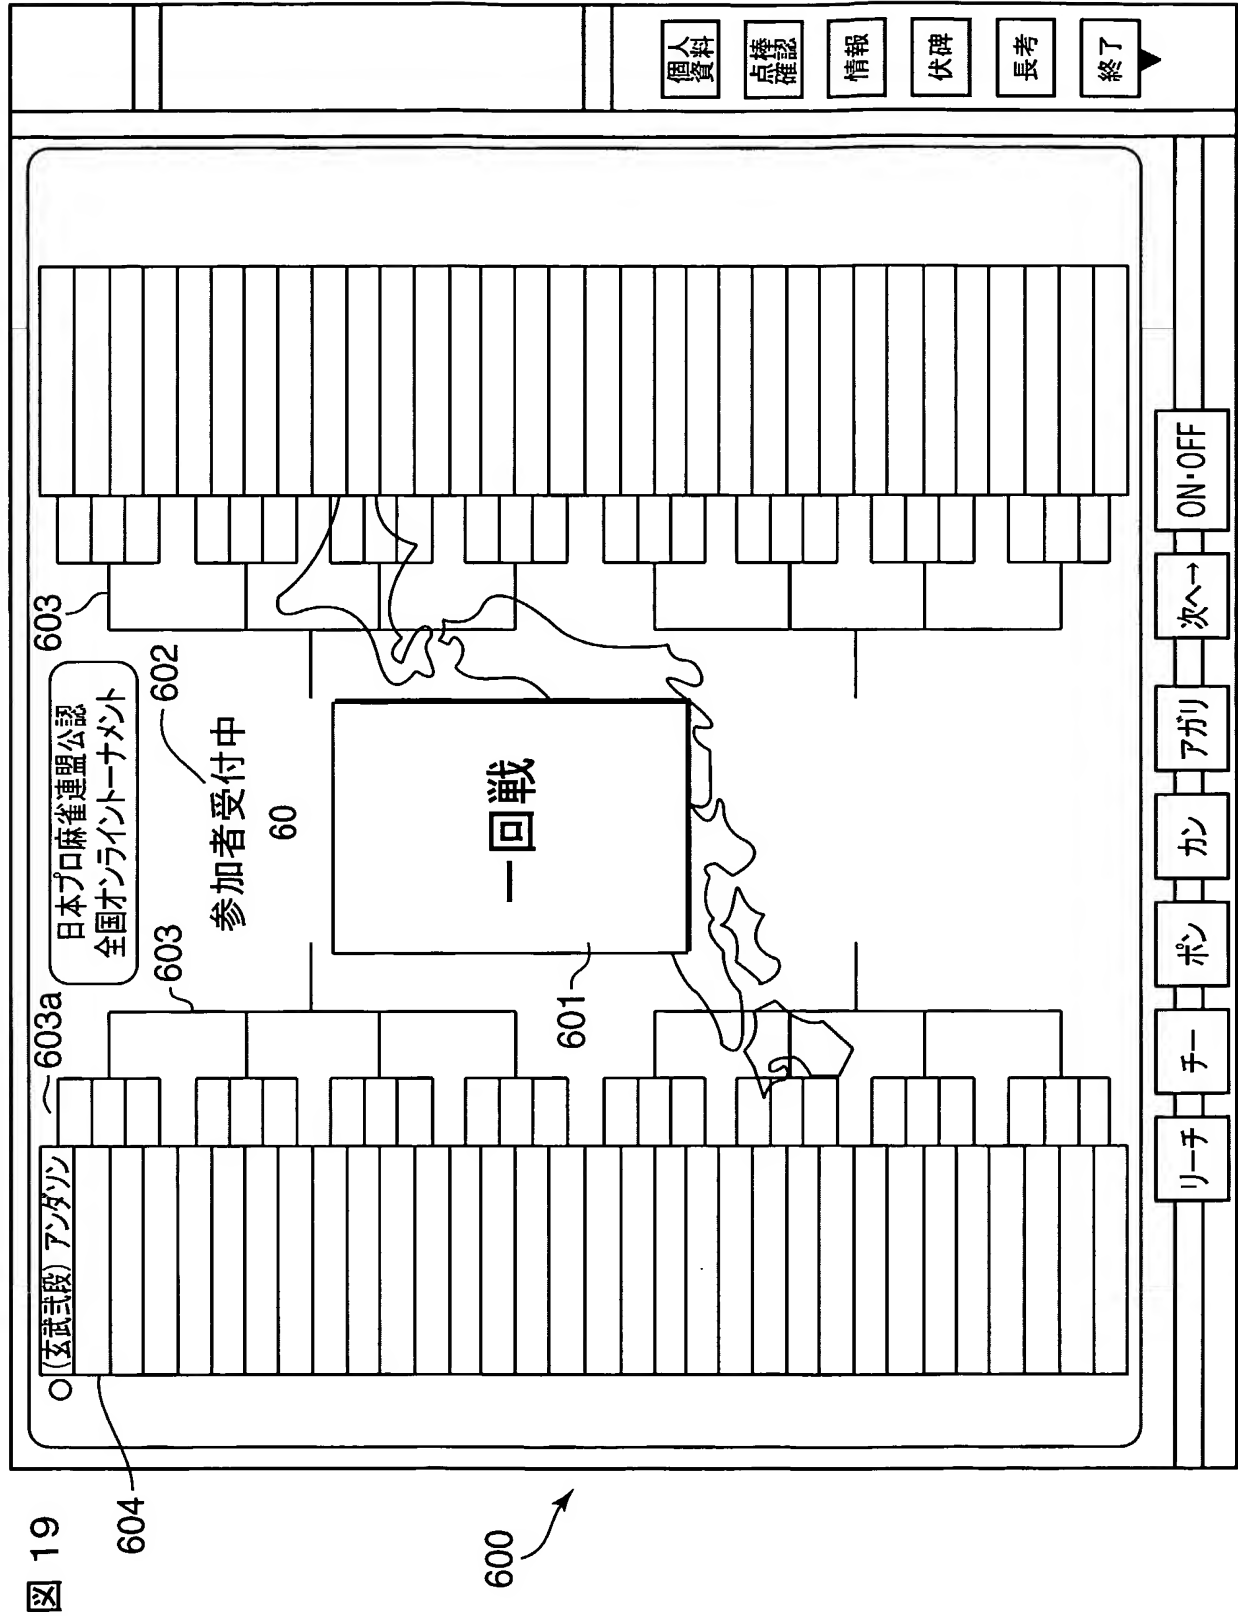 図 19
日本プロ麻雀連盟公認
全国オンライントーナメント
603a
603
603
602
参加者受付中
60
一回戦
601
○(玄武弐段) アンダソン
604
600
個人
資料
点棒
確認
情報
伏碑
長考
終了
リーチ
チー
ポン
カン
アガリ
次へ→
ON・OFF